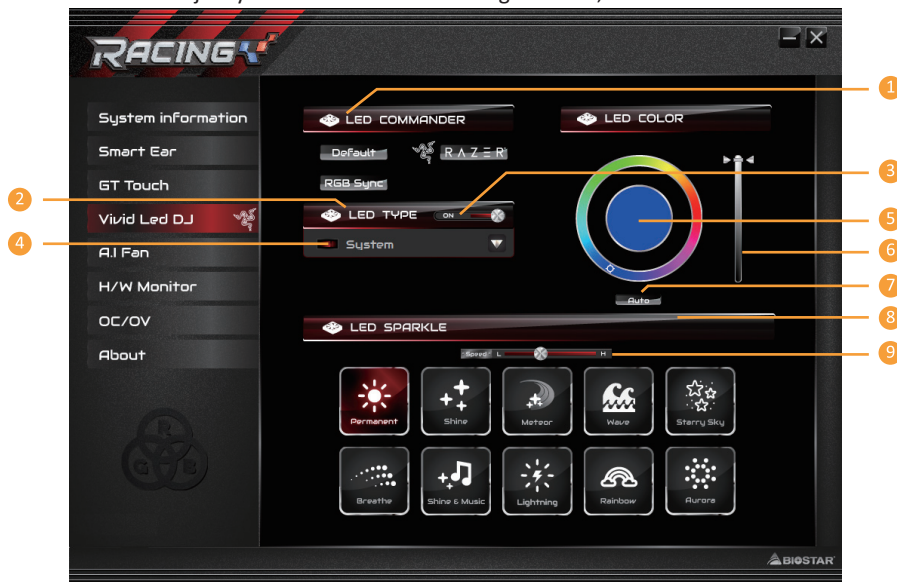 RACING
1
System information
Smart Ear
GT Touch
Vivid Led DJ
A.I Fan
H/W Monitor
OC/OV
About
R
G B
LED COMMANDER
Default
RAZER
RGB Sync
2
LED TYPE
ON
3
4
System
LED COLOR
5
6
Auto
7
LED SPARKLE
8
Speed L H
9
Permanent
Shine
Meteor
Wave
Starry Sky
Breathe
Shine & Music
Lightning
Rainbow
Aurora
BIOSTAR